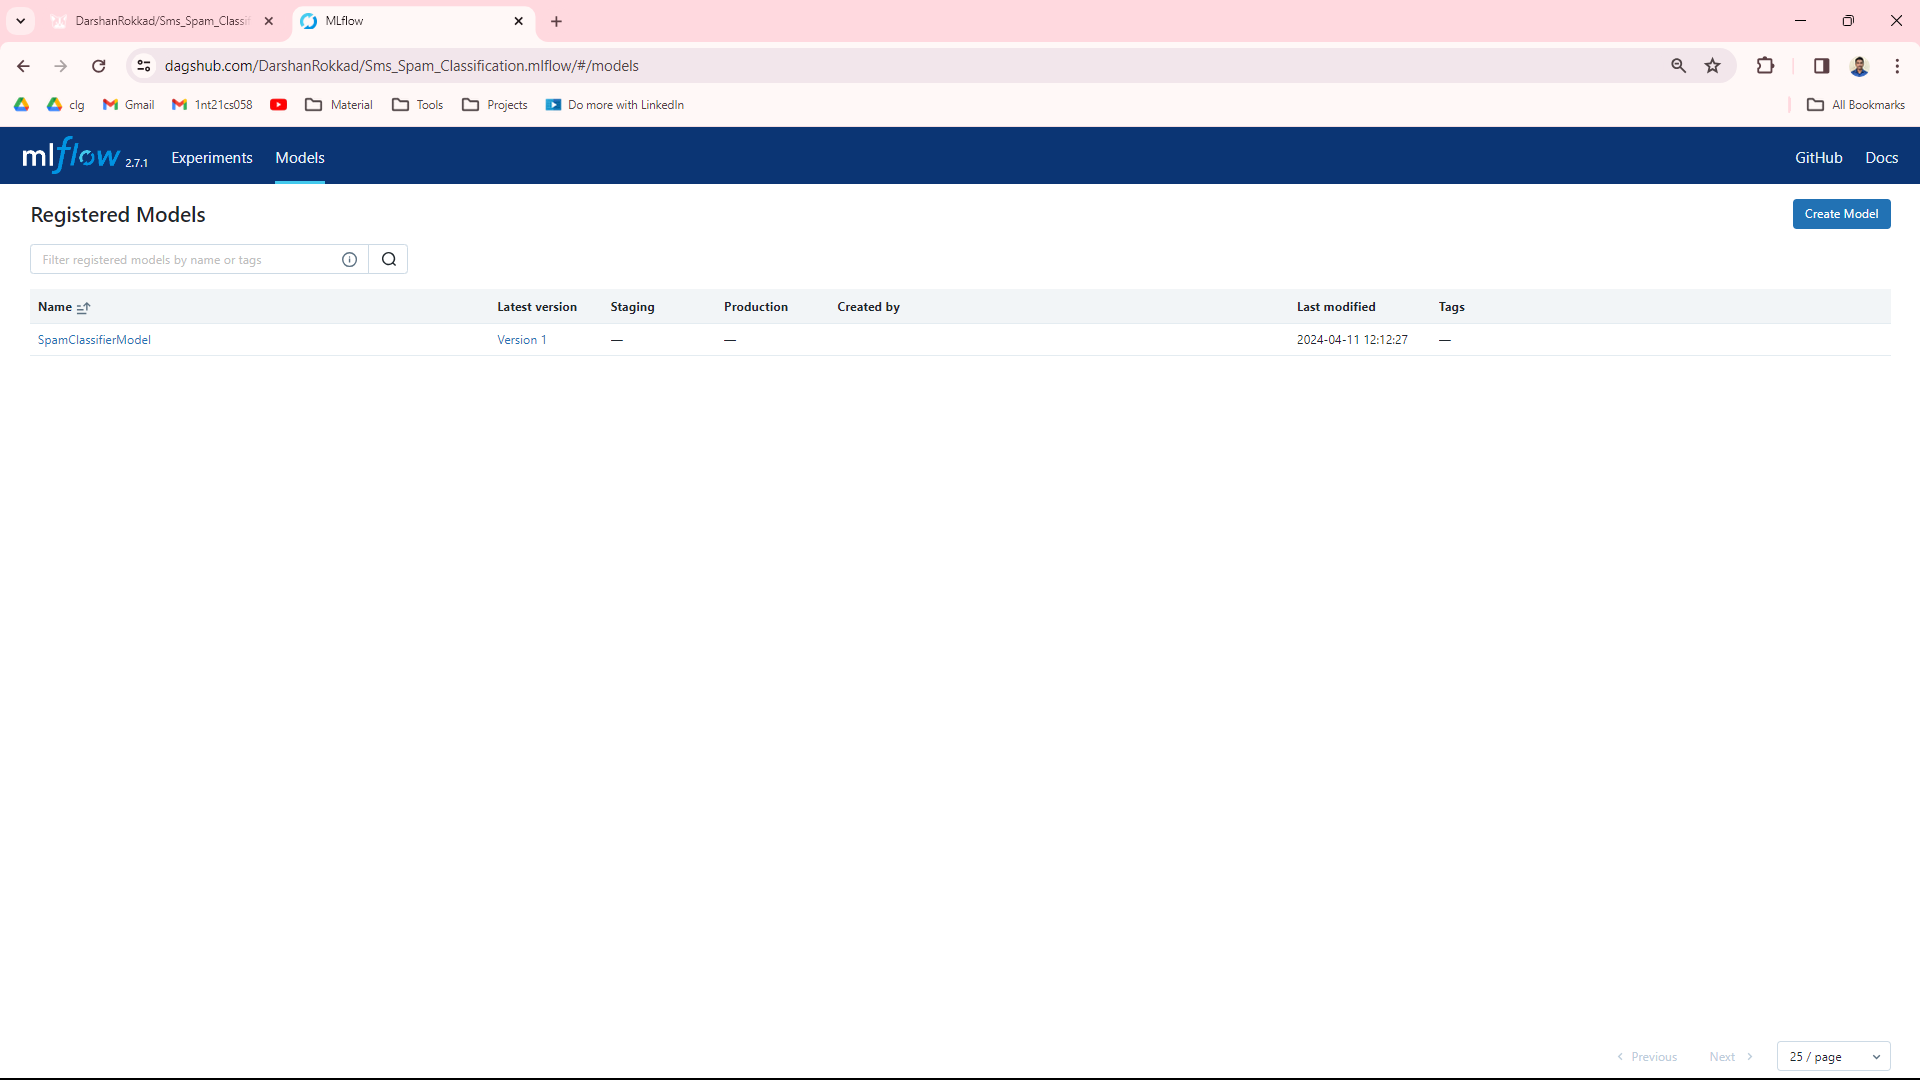 DarshanRokkad/Sms_Spam_Classif
MLflow
dagshub.com/DarshanRokkad/Sms_Spam_Classification.mlflow/#/models
clg Gmail 1nt21cs058 Material Tools Projects Do more with LinkedIn All Bookmarks
mlflow 2.7.1 Experiments Models GitHub Docs
Registered Models Create Model
Filter registered models by name or tags
Name Latest version Staging Production Created by Last modified Tags
SpamClassifierModel Version 1 — — 2024-04-11 12:12:27 —
Previous Next 25 / page